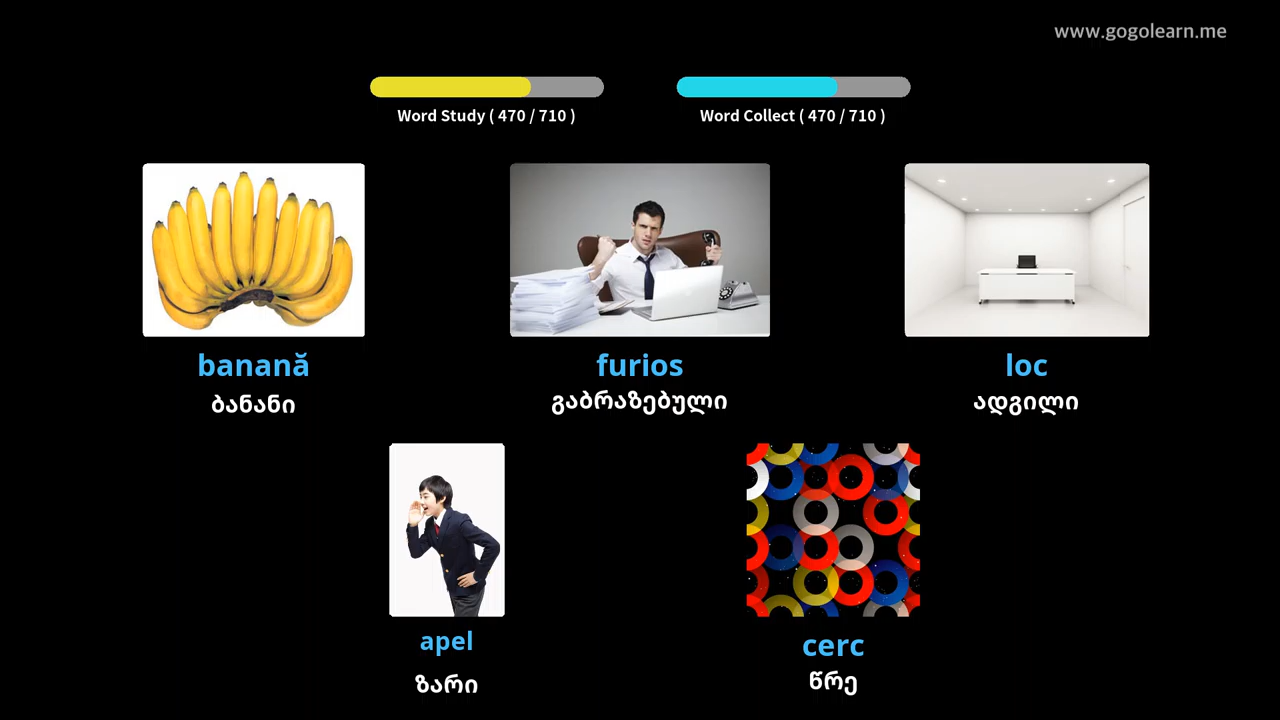 www.gogolearn.me
Word Study ( 470 / 710 )
Word Collect ( 470 / 710 )
banană
ბანანი
furios
გაბრაზებული
loc
ადგილი
apel
ზარი
cerc
წრე